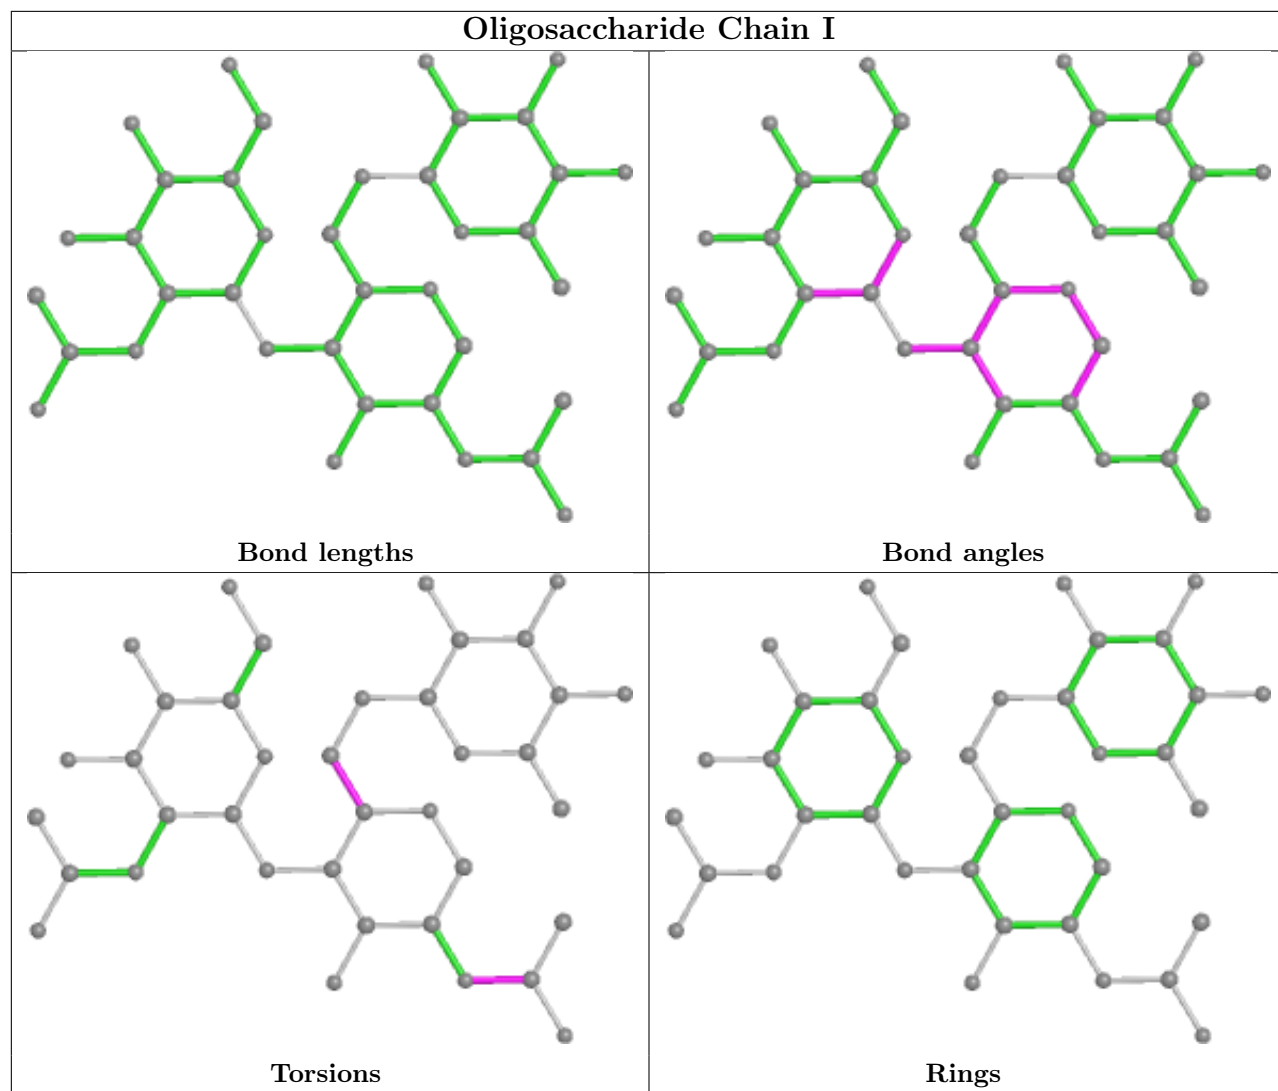 Oligosaccharide Chain I
Bond lengths
Bond angles
Torsions
Rings